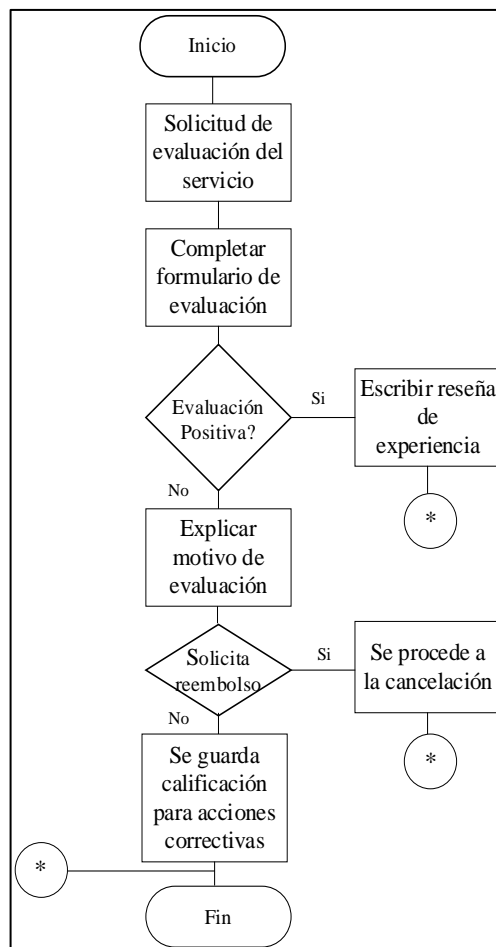 Inicio
Solicitud de
evaluación del
servicio
Completar
formulario de
evaluación
Evaluación
Positiva?
Si
Escribir reseña
de
experiencia
*
No
Explicar
motivo de
evaluación
Solicita
reembolso
Si
Se procede a
la cancelación
*
No
Se guarda
calificación
para acciones
correctivas
*
Fin